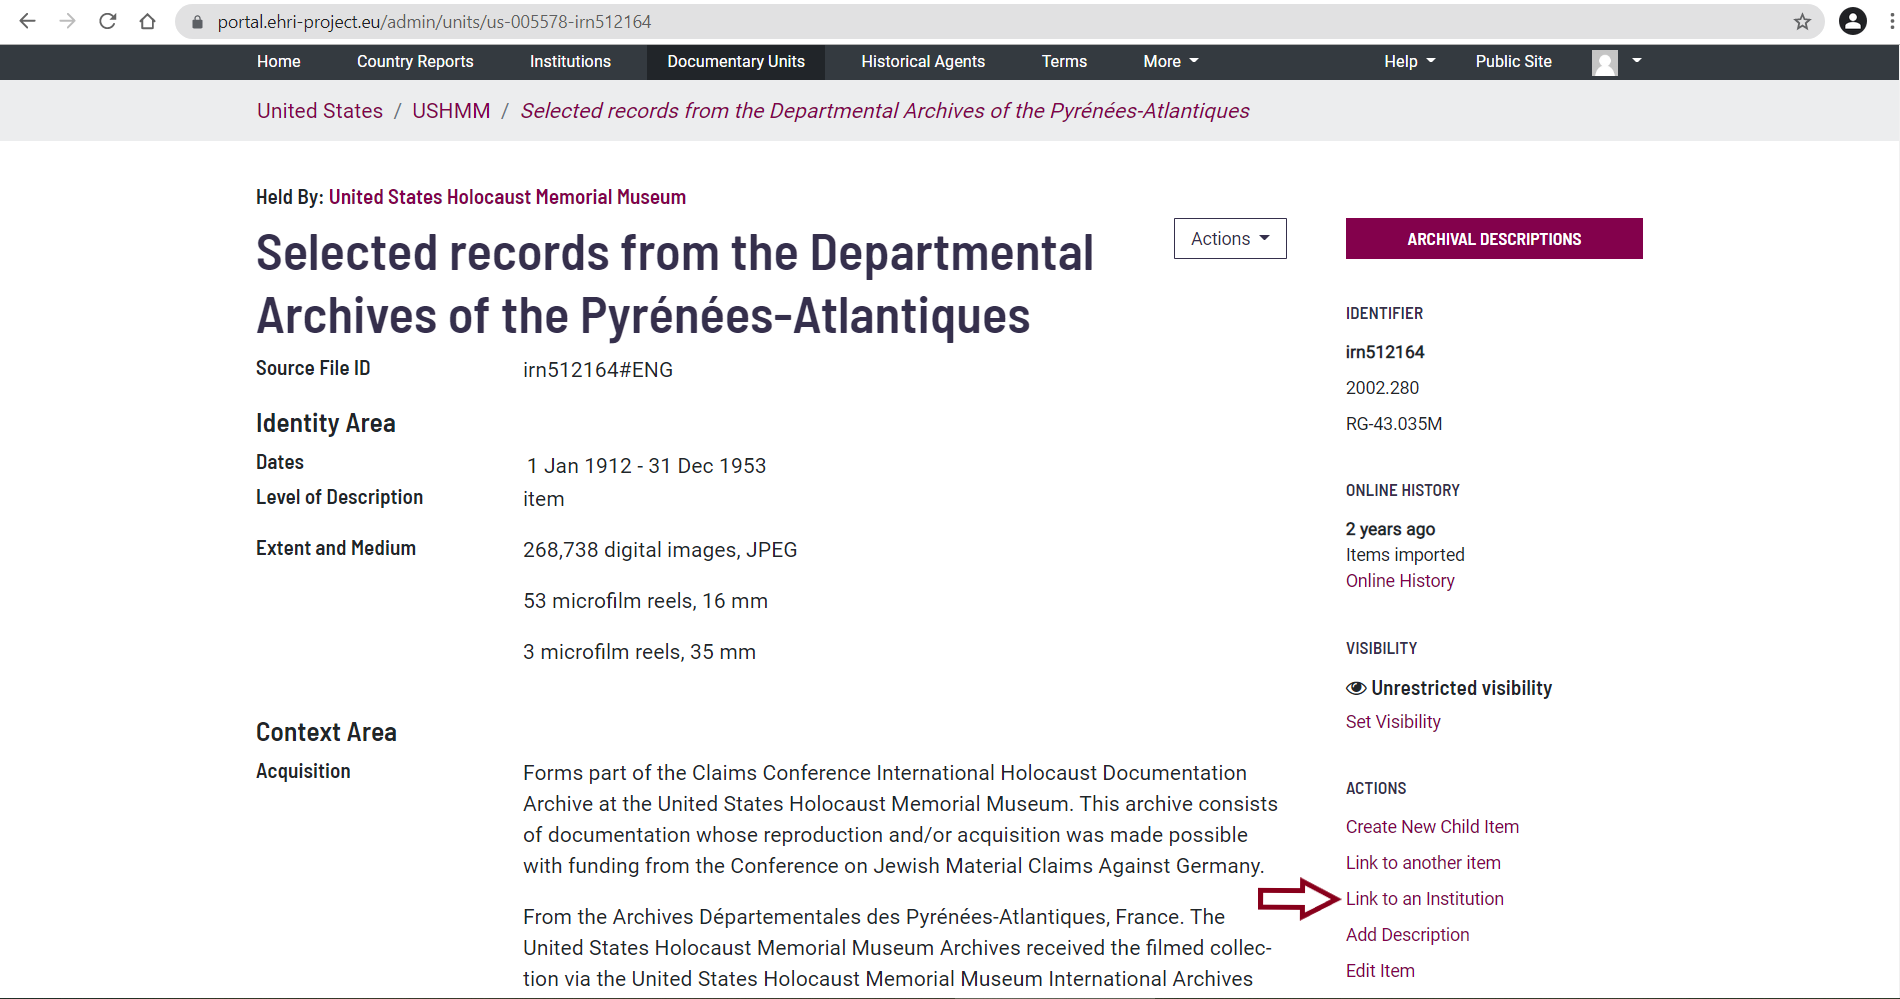 portal.ehri-project.eu/admin/units/us-005578-irn512164
Home Country Reports Institutions Documentary Units Historical Agents Terms More Help Public Site
United States / USHMM / Selected records from the Departmental Archives of the Pyrénées-Atlantiques
Held By: United States Holocaust Memorial Museum
Selected records from the Departmental
Archives of the Pyrénées-Atlantiques
Actions
Source File ID irn512164#ENG
Identity Area
Dates 1 Jan 1912 - 31 Dec 1953
Level of Description item
Extent and Medium 268,738 digital images, JPEG
53 microfilm reels, 16 mm
3 microfilm reels, 35 mm
Context Area
Acquisition Forms part of the Claims Conference International Holocaust Documentation
Archive at the United States Holocaust Memorial Museum. This archive consists
of documentation whose reproduction and/or acquisition was made possible
with funding from the Conference on Jewish Material Claims Against Germany.
From the Archives Départementales des Pyrénées-Atlantiques, France. The
United States Holocaust Memorial Museum Archives received the filmed collec-
tion via the United States Holocaust Memorial Museum International Archives
ARCHIVAL DESCRIPTIONS
IDENTIFIER
irn512164
2002.280
RG-43.035M
ONLINE HISTORY
2 years ago
Items imported
Online History
VISIBILITY
Unrestricted visibility
Set Visibility
ACTIONS
Create New Child Item
Link to another item
Link to an Institution
Add Description
Edit Item